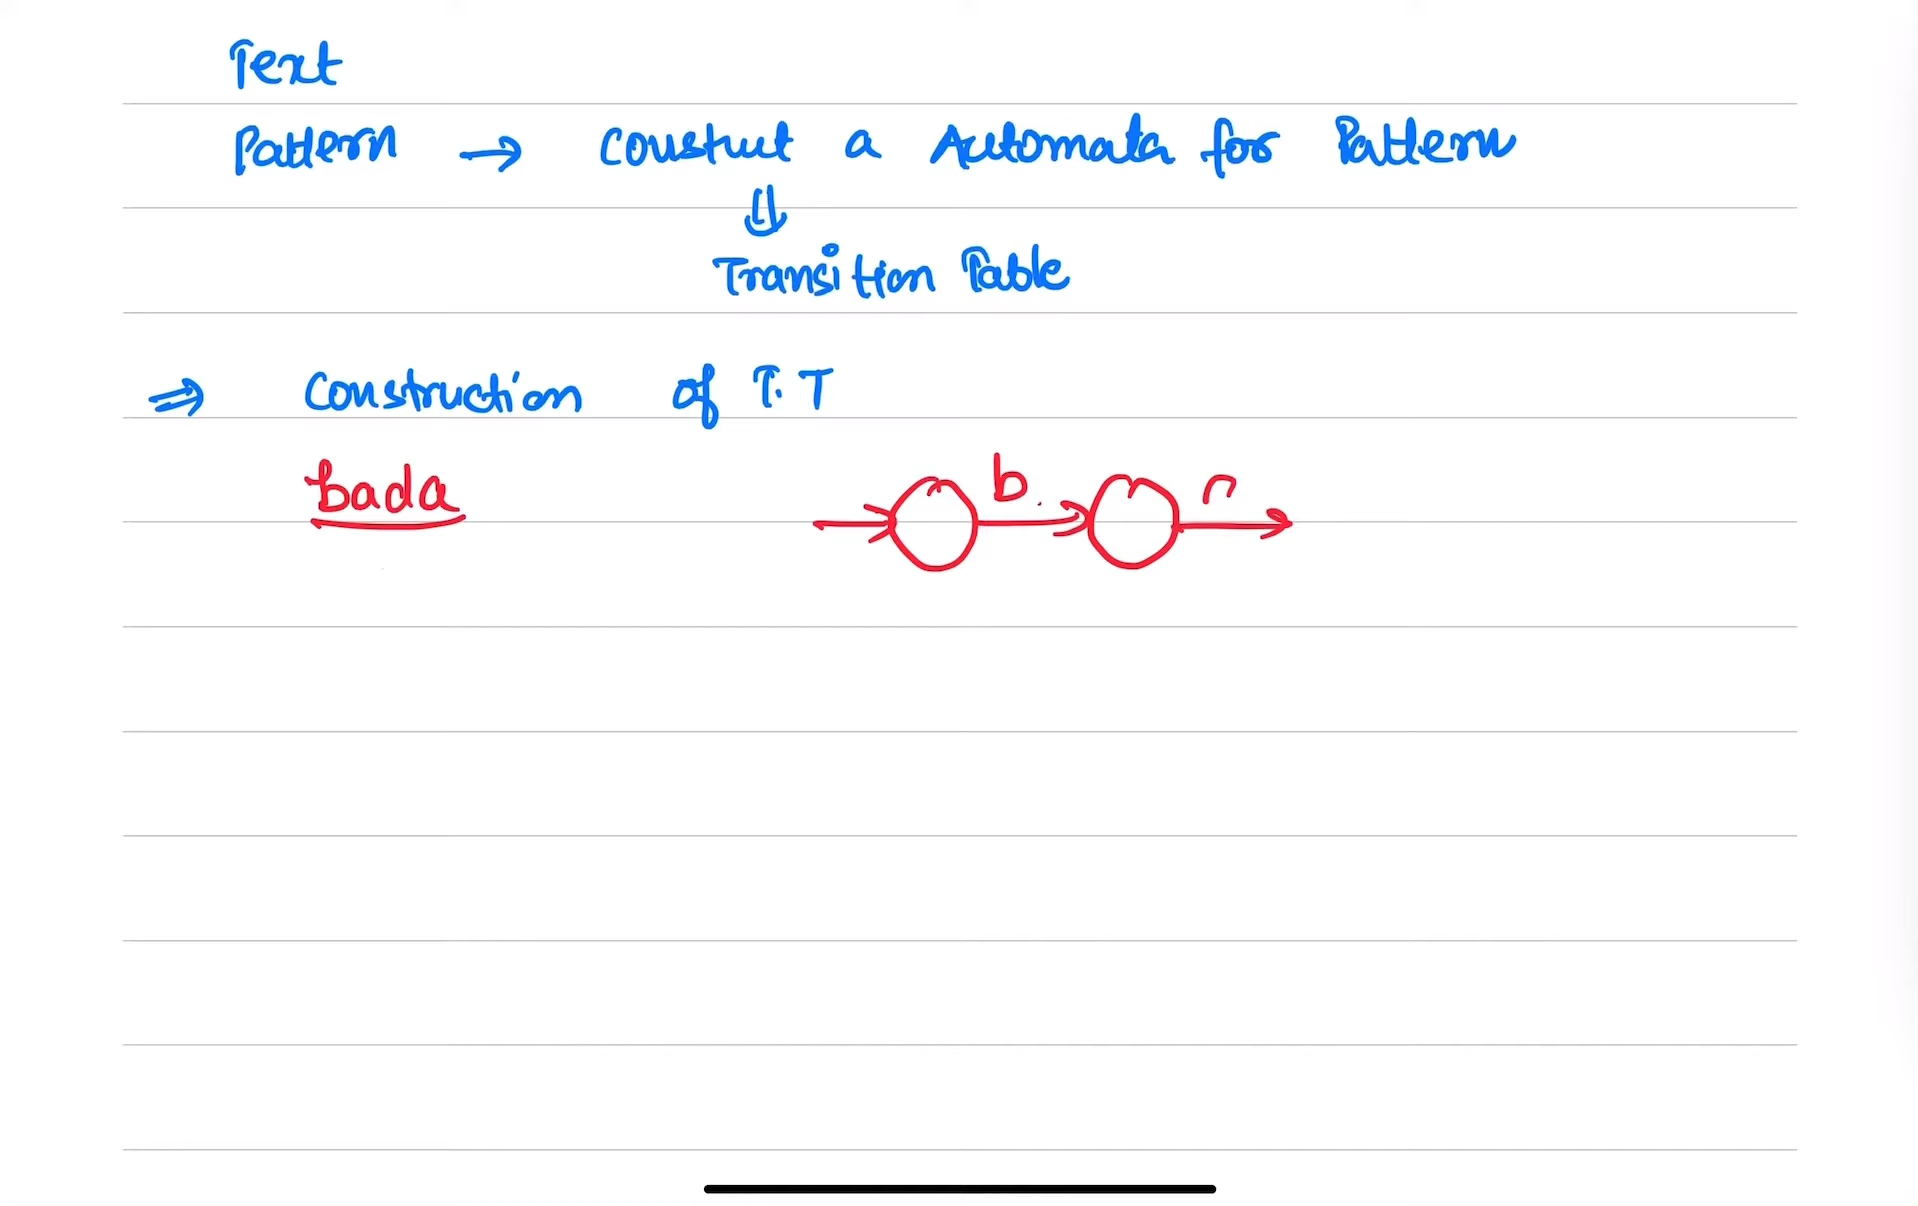 Text
Pattern → Construct a Automata for Pattern
⇓
Transition Table
⇒ Construction of T.T
bada
b